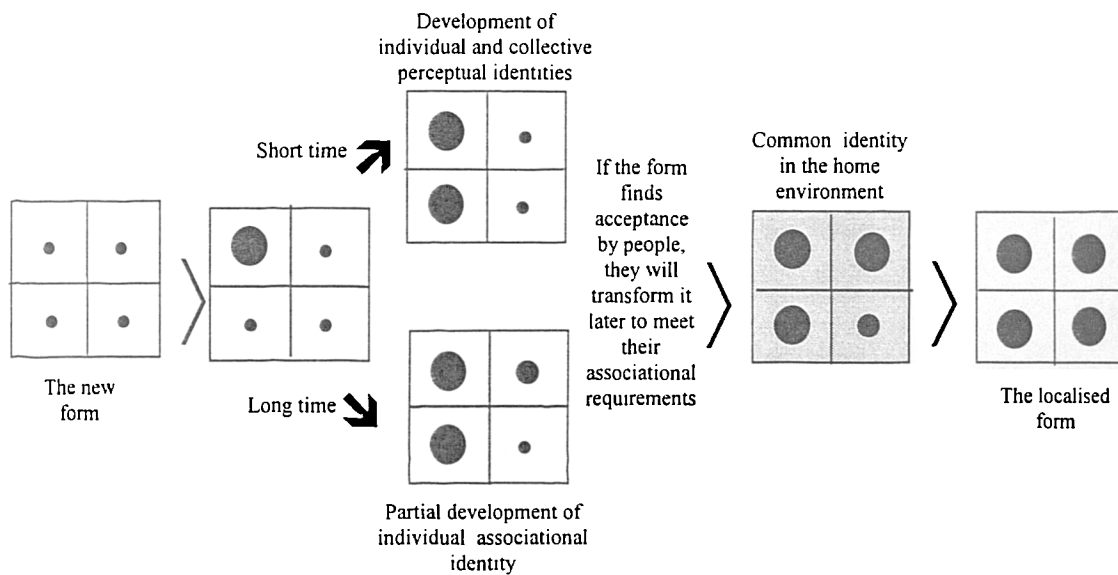 Development of
individual and collective
perceptual identities
Short time
The new
form
Long time
Partial development of
individual associational
identity
If the form
finds
acceptance
by people,
they will
transform it
later to meet
their
associational
requirements
Common identity
in the home
environment
The localised
form